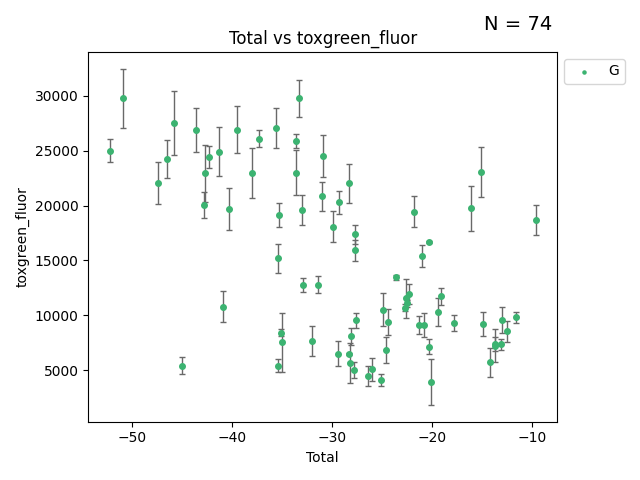 N = 74
Total vs toxgreen_fluor
G
30000
25000
20000
15000
10000
5000
toxgreen_fluor
−50 −40 −30 −20 −10
Total